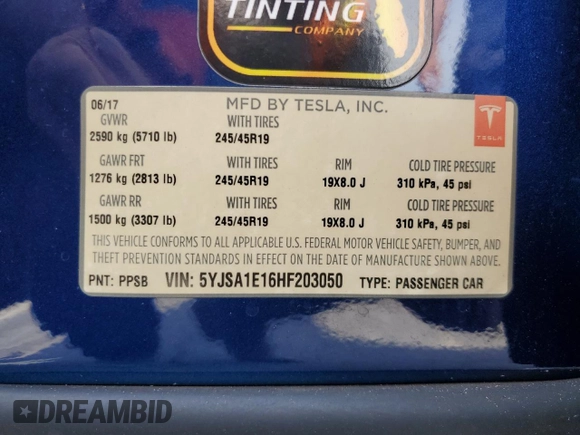 TINTING
COMPANY
06/17 MFD BY TESLA, INC.
GVWR WITH TIRES
2590 kg (5710 lb) 245/45R19
TESLA
GAWR FRT WITH TIRES RIM COLD TIRE PRESSURE
1276 kg (2813 lb) 245/45R19 19X8.0 J 310 kPa, 45 psi
GAWR RR WITH TIRES RIM COLD TIRE PRESSURE
1500 kg (3307 lb) 245/45R19 19X8.0 J 310 kPa, 45 psi
THIS VEHICLE CONFORMS TO ALL APPLICABLE U.S. FEDERAL MOTOR VEHICLE SAFETY, BUMPER, AND
THEFT PREVENTION STANDARDS IN EFFECT ON THE DATE OF MANUFACTURE SHOWN ABOVE.
PNT: PPSB VIN: 5YJSA1E16HF203050 TYPE: PASSENGER CAR
DREAMBID